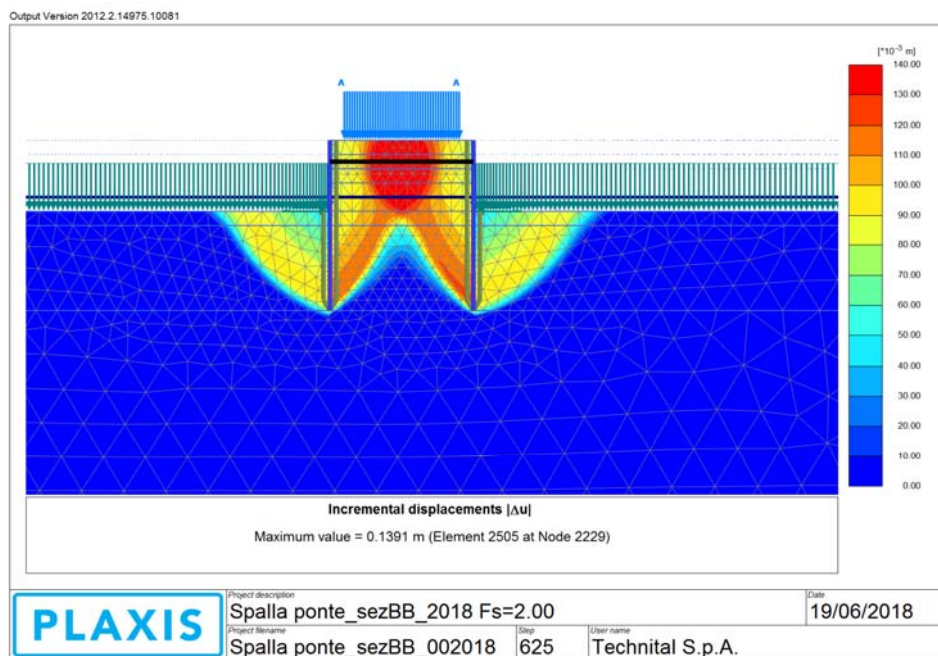 Output Version 2012.2.14975.10081
[*10⁻³ m]
A A
140.00
130.00
120.00
110.00
100.00
90.00
80.00
70.00
60.00
50.00
40.00
30.00
20.00
10.00
0.00
Incremental displacements |Δu|
Maximum value = 0.1391 m (Element 2505 at Node 2229)
PLAXIS
Project description
Spalla ponte_sezBB_2018 Fs=2.00
Date
19/06/2018
Project filename
Spalla ponte_sezBB_002018
Step
625
User name
Technital S.p.A.